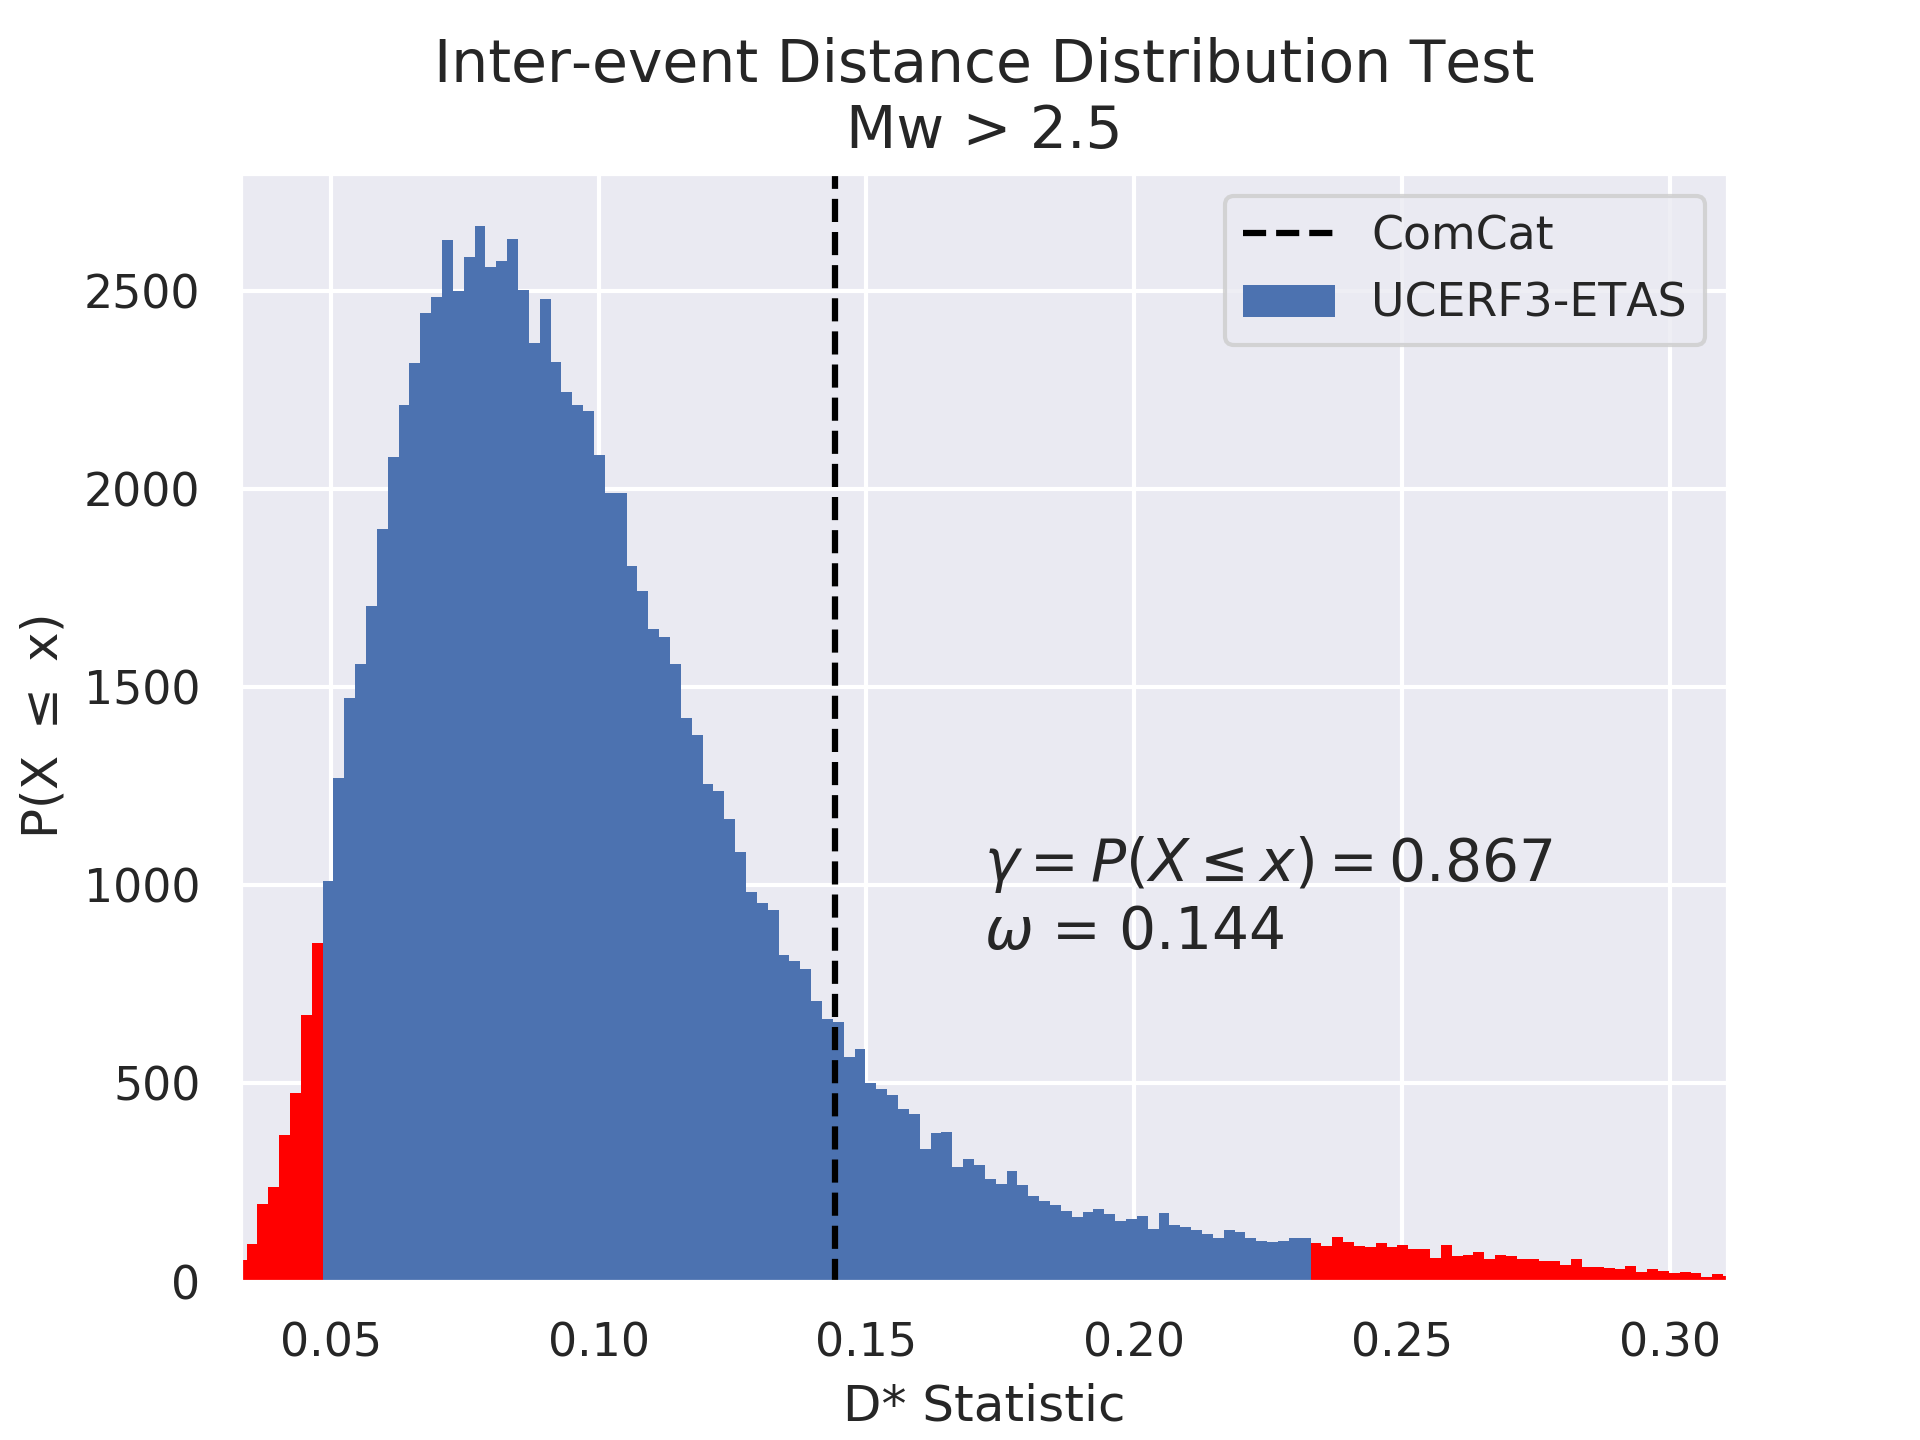 Inter-event Distance Distribution Test
Mw > 2.5
ComCat
UCERF3-ETAS
P(X ≤ x)
2500
2000
1500
1000
500
0
γ = P(X ≤ x) = 0.867
ω = 0.144
0.05 0.10 0.15 0.20 0.25 0.30
D* Statistic